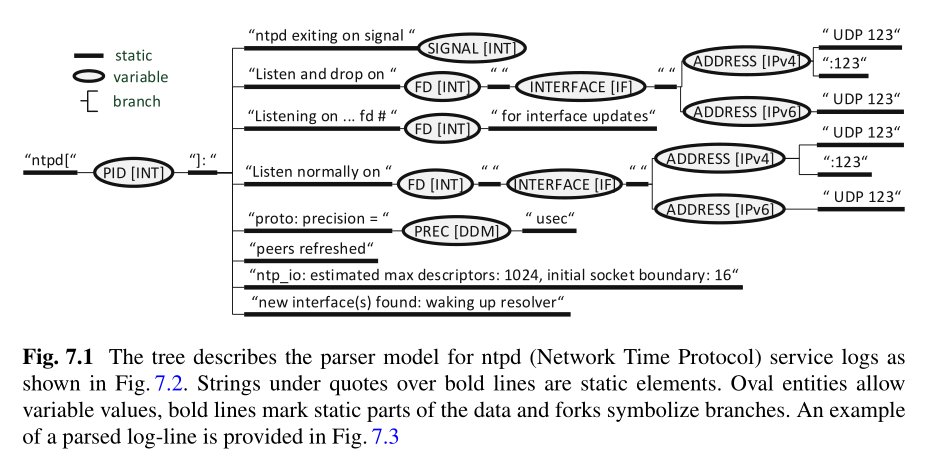 “ntpd exiting on signal “
SIGNAL [INT]
“ UDP 123“
static
variable
branch
“Listen and drop on “
FD [INT]
“ “
INTERFACE [IF]
“ “
ADDRESS [IPv4]
“:123“
ADDRESS [IPv6]
“ UDP 123“
“Listening on ... fd # “
FD [INT]
“ for interface updates“
“ntpd[“
PID [INT]
“]: “
“Listen normally on “
FD [INT]
“ “
INTERFACE [IF]
“ “
ADDRESS [IPv4]
“ UDP 123“
“:123“
ADDRESS [IPv6]
“ UDP 123“
“proto: precision = “
PREC [DDM]
“ usec“
“peers refreshed“
“ntp_io: estimated max descriptors: 1024, initial socket boundary: 16“
“new interface(s) found: waking up resolver“
Fig. 7.1 The tree describes the parser model for ntpd (Network Time Protocol) service logs as
shown in Fig. 7.2. Strings under quotes over bold lines are static elements. Oval entities allow
variable values, bold lines mark static parts of the data and forks symbolize branches. An example
of a parsed log-line is provided in Fig. 7.3